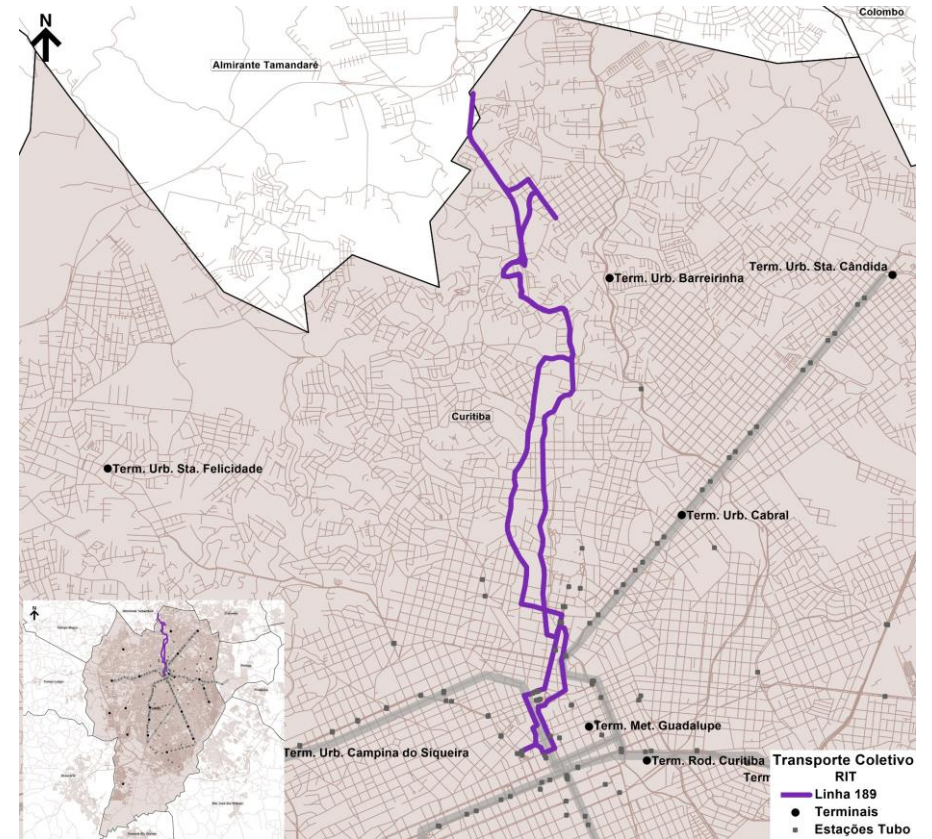 Colombo
N
Almirante Tamandaré
Term. Urb. Sta. Cândida
Term. Urb. Barreirinha
Curitiba
Term. Urb. Sta. Felicidade
Term. Urb. Cabral
N
Term. Met. Guadalupe
Term. Urb. Campina do Siqueira
Term. Rod. Curitiba
Term
Transporte Coletivo
RIT
Linha 189
Terminais
Estações Tubo